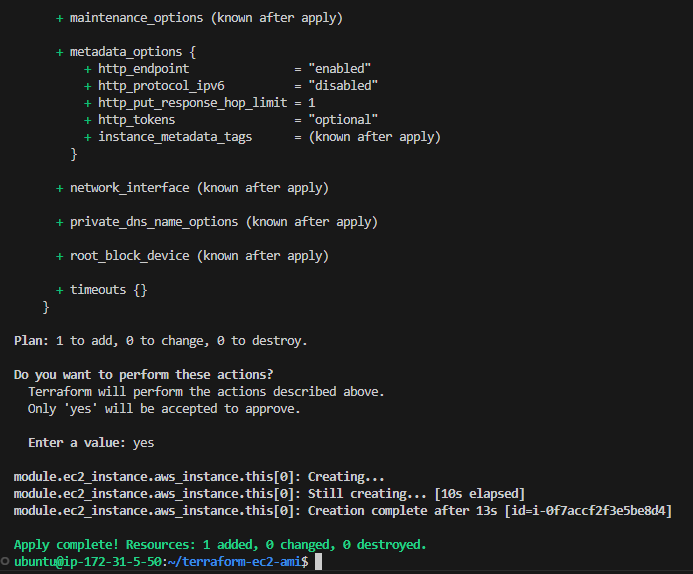 + maintenance_options (known after apply)
+ metadata_options {
+ http_endpoint = "enabled"
+ http_protocol_ipv6 = "disabled"
+ http_put_response_hop_limit = 1
+ http_tokens = "optional"
+ instance_metadata_tags = (known after apply)
}
+ network_interface (known after apply)
+ private_dns_name_options (known after apply)
+ root_block_device (known after apply)
+ timeouts {}
}
Plan: 1 to add, 0 to change, 0 to destroy.
Do you want to perform these actions?
Terraform will perform the actions described above.
Only 'yes' will be accepted to approve.
Enter a value: yes
module.ec2_instance.aws_instance.this[0]: Creating...
module.ec2_instance.aws_instance.this[0]: Still creating... [10s elapsed]
module.ec2_instance.aws_instance.this[0]: Creation complete after 13s [id=i-0f7accf2f3e5be8d4]
Apply complete! Resources: 1 added, 0 changed, 0 destroyed.
ubuntu@ip-172-31-5-50:~/terraform-ec2-ami$